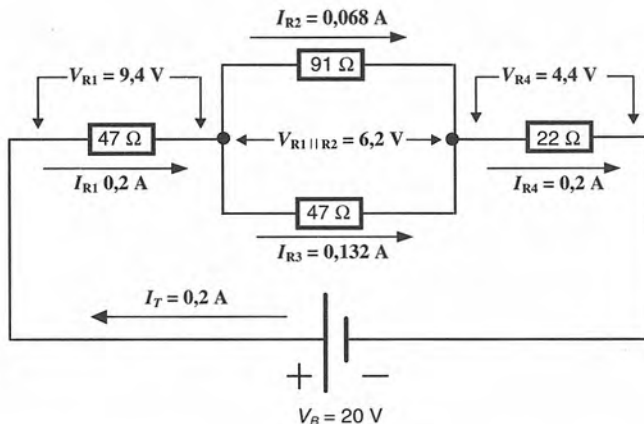 I_R2 = 0,068 A
V_R1 = 9,4 V
91 Ω
V_R4 = 4,4 V
47 Ω
V_R1||R2 = 6,2 V
22 Ω
I_R1 0,2 A
47 Ω
I_R4 = 0,2 A
I_R3 = 0,132 A
I_T = 0,2 A
+
−
V_B = 20 V